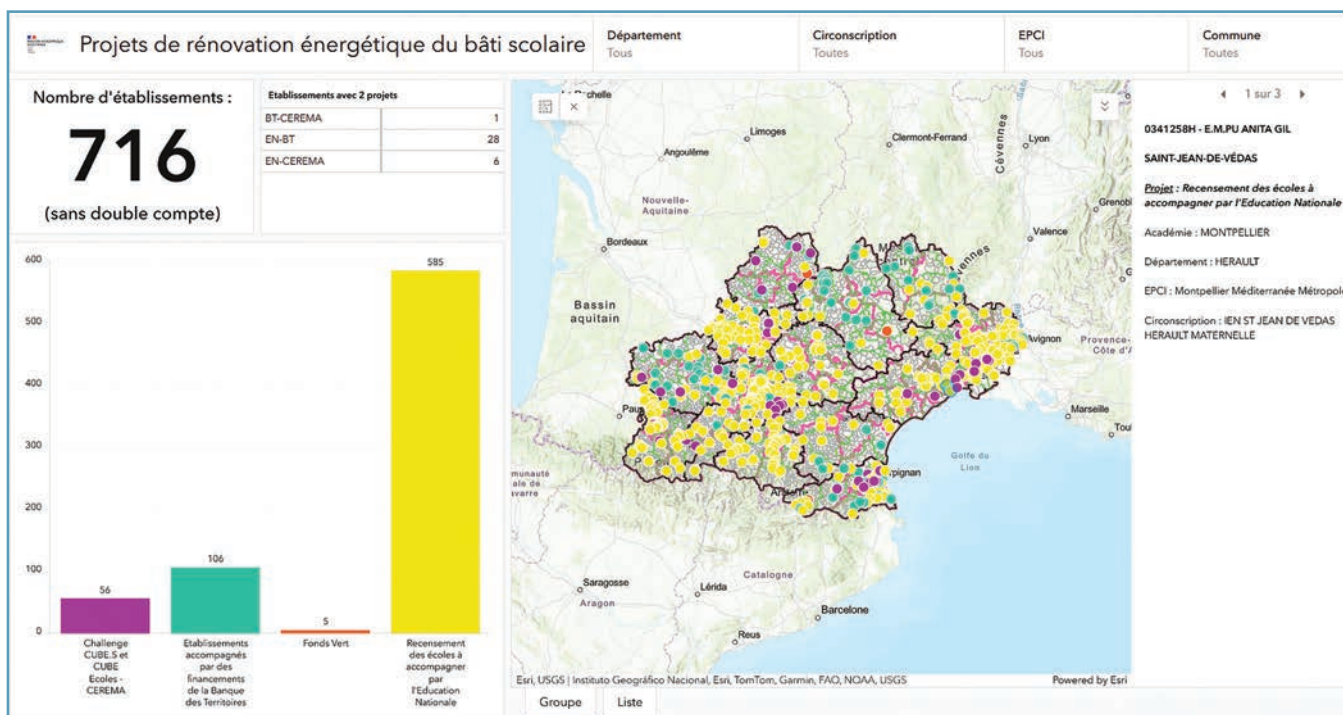 Projets de rénovation énergétique du bâti scolaire
Département
Tous
Circonscription
Toutes
EPCI
Tous
Commune
Toutes
Nombre d'établissements :
716
(sans double compte)
Etablissements avec 2 projets
BT-CEREMA 1
EN-BT 28
EN-CEREMA 6
600
500
400
300
200
100
0
56
106
5
585
Challenge
CUBE.S et
CUBE
Ecoles -
CEREMA
Etablissements
accompagnés
par des
financements
de la Banque
des Territoires
Fonds Vert
Recensement
des écoles à
accompagner
par
l'Education
Nationale
Rochelle
Limoges
Angoulême
Clermont-Ferrand
Lyon
Cévennes
Nouvelle-
Aquitaine
Grenobl
Valence
Bordeaux
Bassin
aquitain
Avignon
Provence-
Côte d'A
Marseille
Tou
Golfe du
Lion
Pau
Catalogne
Saragosse
Aragon
Lérida
Barcelone
Reus
Esri, USGS | Instituto Geográfico Nacional, Esri, TomTom, Garmin, FAO, NOAA, USGS
Powered by Esri
Groupe
Liste
1 sur 3
0341258H - E.M.PU ANITA GIL
SAINT-JEAN-DE-VÉDAS
Projet : Recensement des écoles à
accompagner par l'Education Nationale
Académie : MONTPELLIER
Département : HERAULT
EPCI : Montpellier Méditerranée Métropole
Circonscription : IEN ST JEAN DE VEDAS
HERAULT MATERNELLE